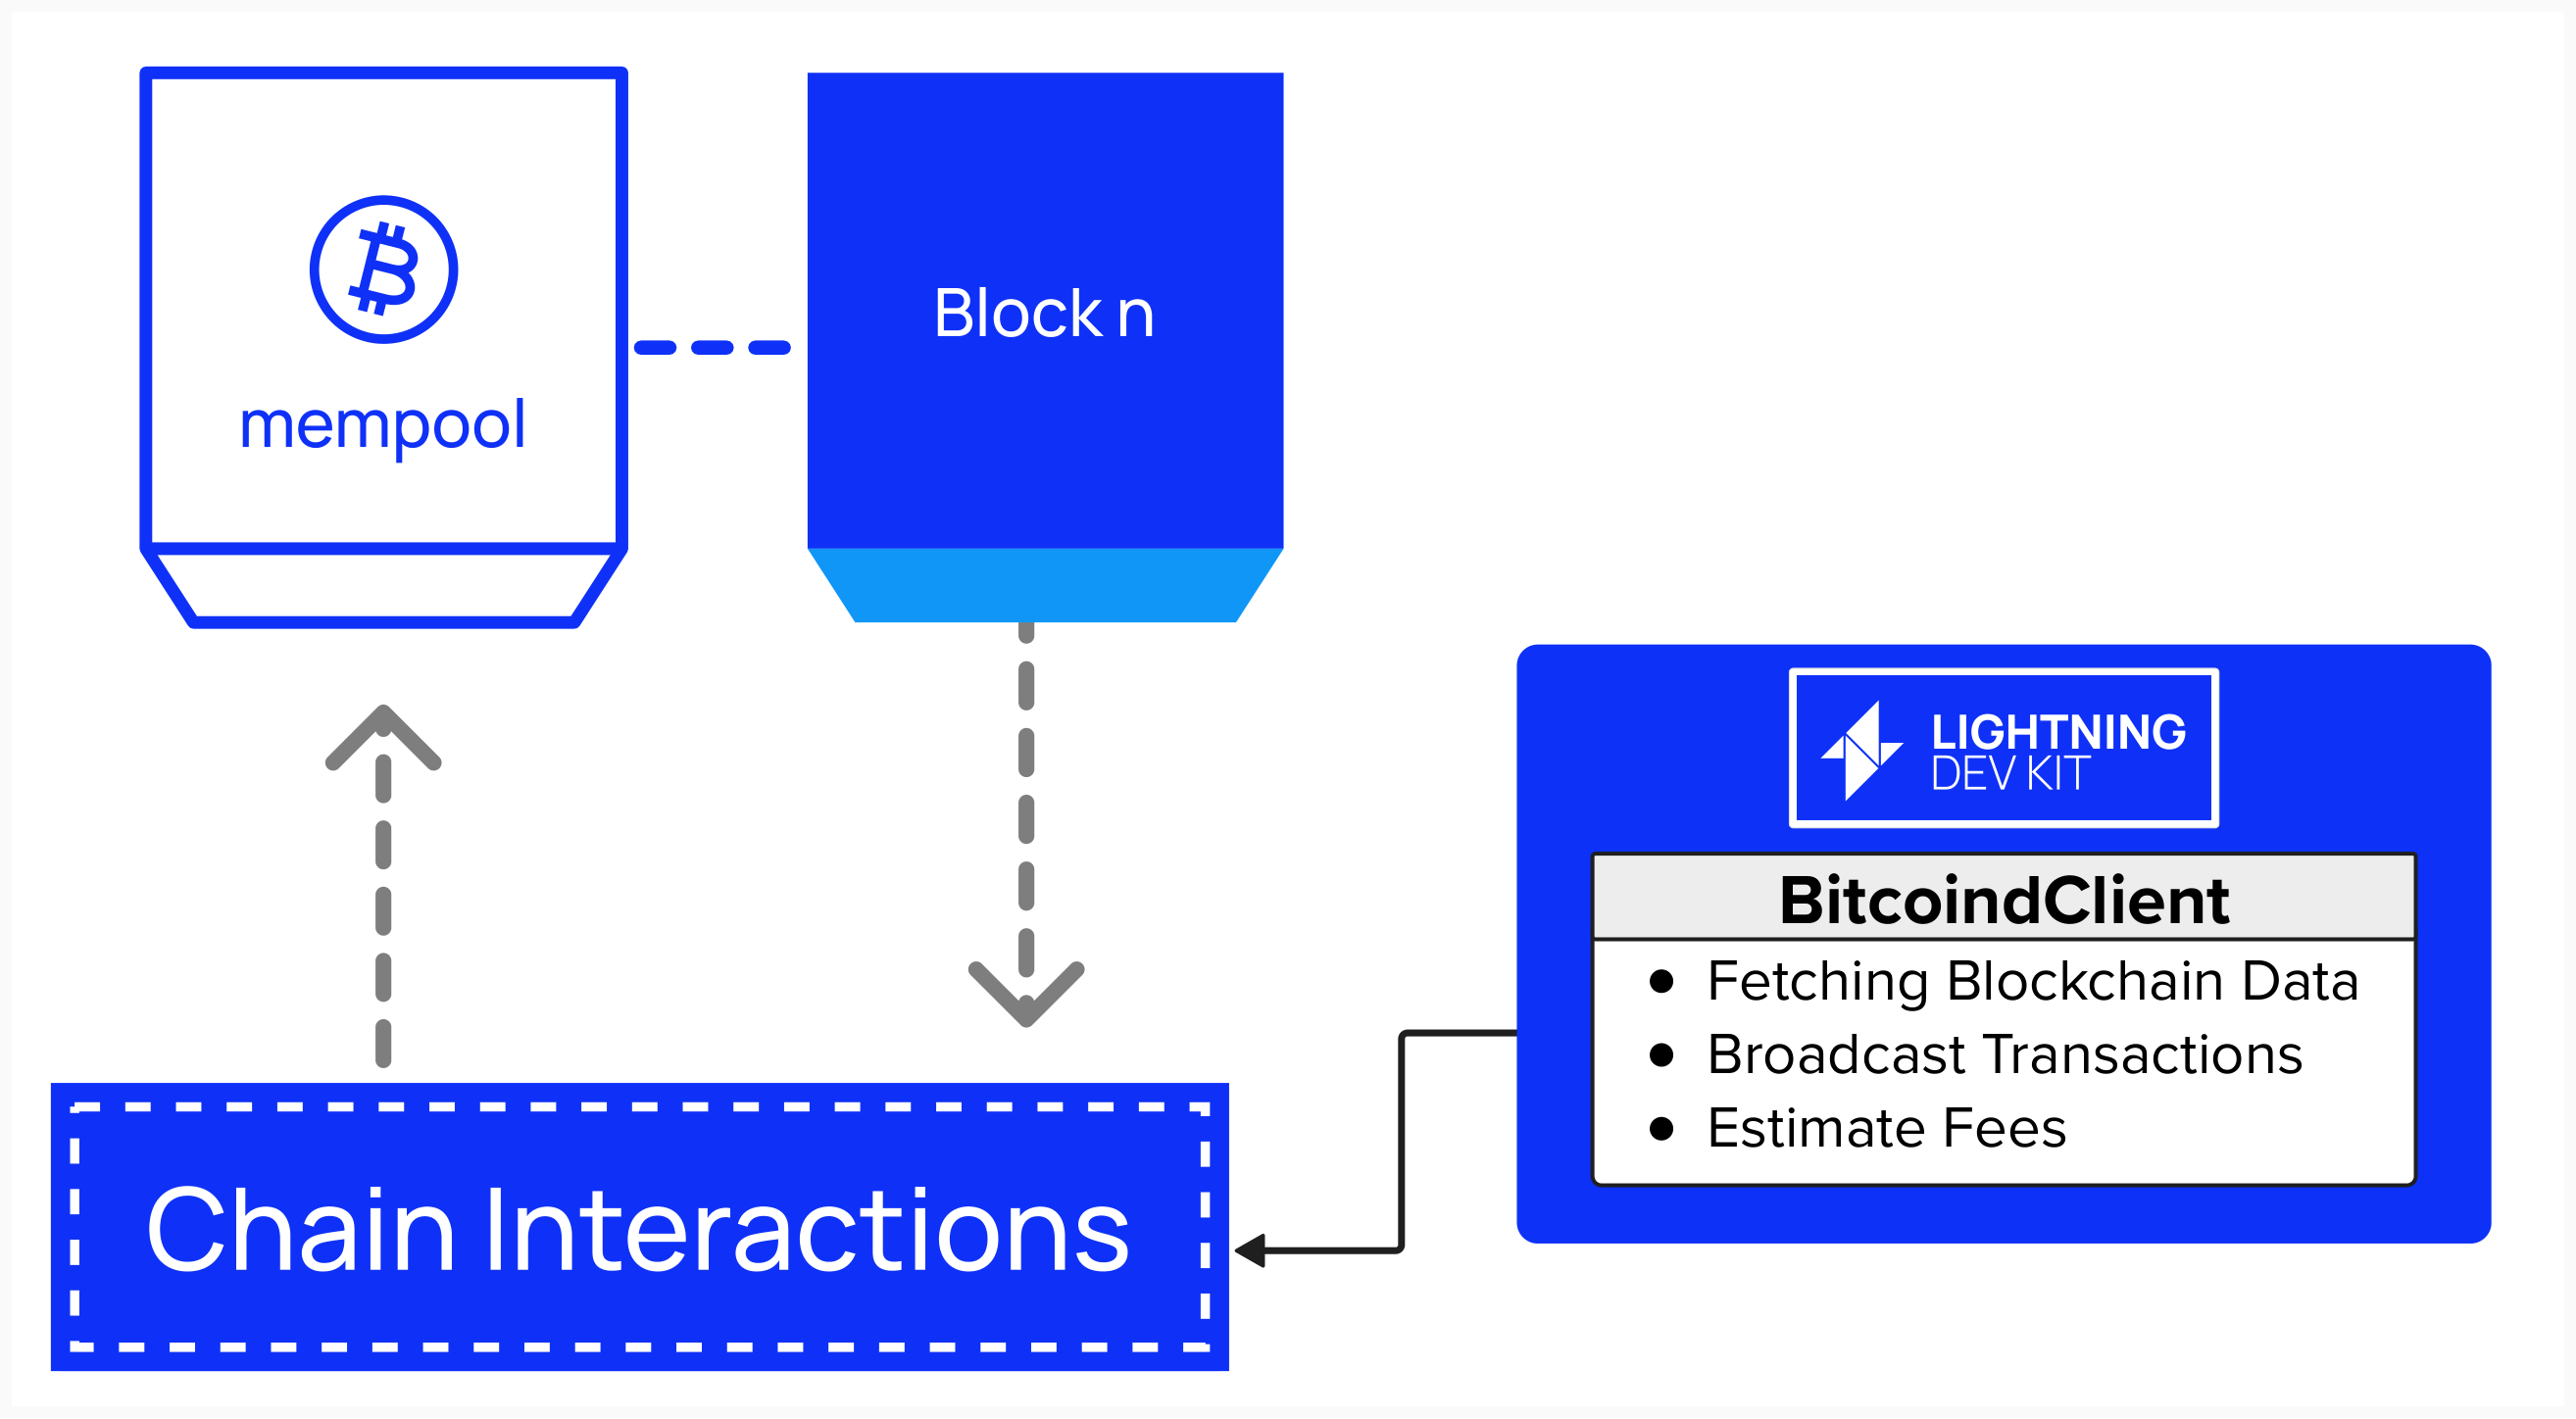 mempool
Block n
LIGHTNING
DEV KIT
BitcoindClient
● Fetching Blockchain Data
● Broadcast Transactions
● Estimate Fees
Chain Interactions